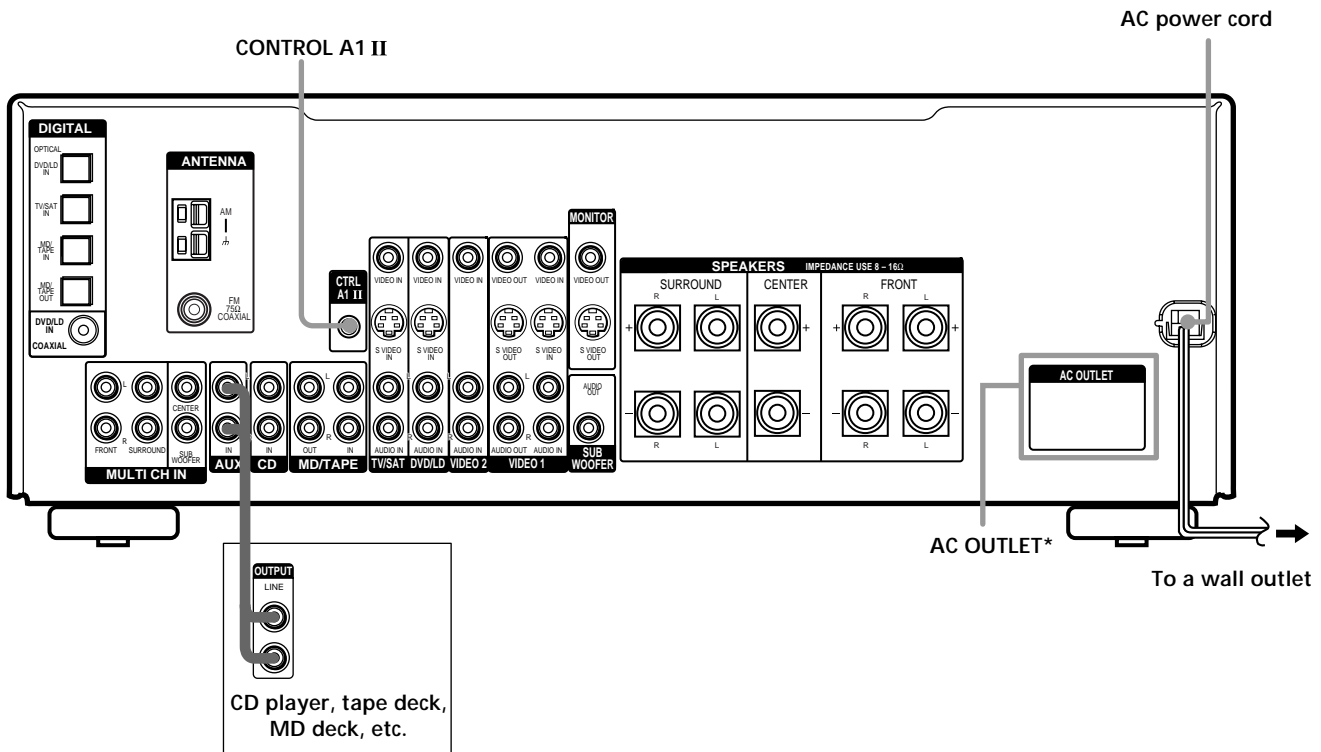 AC power cord
CONTROL A1 II
DIGITAL
OPTICAL
DVD/LD
IN
TV/SAT
IN
MD/
TAPE
IN
MD/
TAPE
OUT
DVD/LD
IN
COAXIAL
ANTENNA
AM
FM
75Ω
COAXIAL
CTRL
A1 II
VIDEO IN
VIDEO IN
VIDEO IN
VIDEO OUT
VIDEO IN
S VIDEO
IN
S VIDEO
IN
S VIDEO
OUT
S VIDEO
IN
MONITOR
VIDEO OUT
S VIDEO
OUT
AUDIO
OUT
SUB
WOOFER
SPEAKERS IMPEDANCE USE 8 – 16Ω
SURROUND
CENTER
FRONT
R L
R L
+ + + +
– – – –
R L
R L
AC OUTLET
L
CENTER
R
FRONT
SURROUND
SUB
WOOFER
MULTI CH IN
L
IN
AUX
IN
CD
L
R
OUT
IN
MD/TAPE
L
R
AUDIO IN
TV/SAT
L
R
AUDIO IN
DVD/LD
AUDIO IN
VIDEO 2
L
R
AUDIO OUT
AUDIO IN
VIDEO 1
AC OUTLET*
To a wall outlet
OUTPUT
LINE
CD player, tape deck,
MD deck, etc.